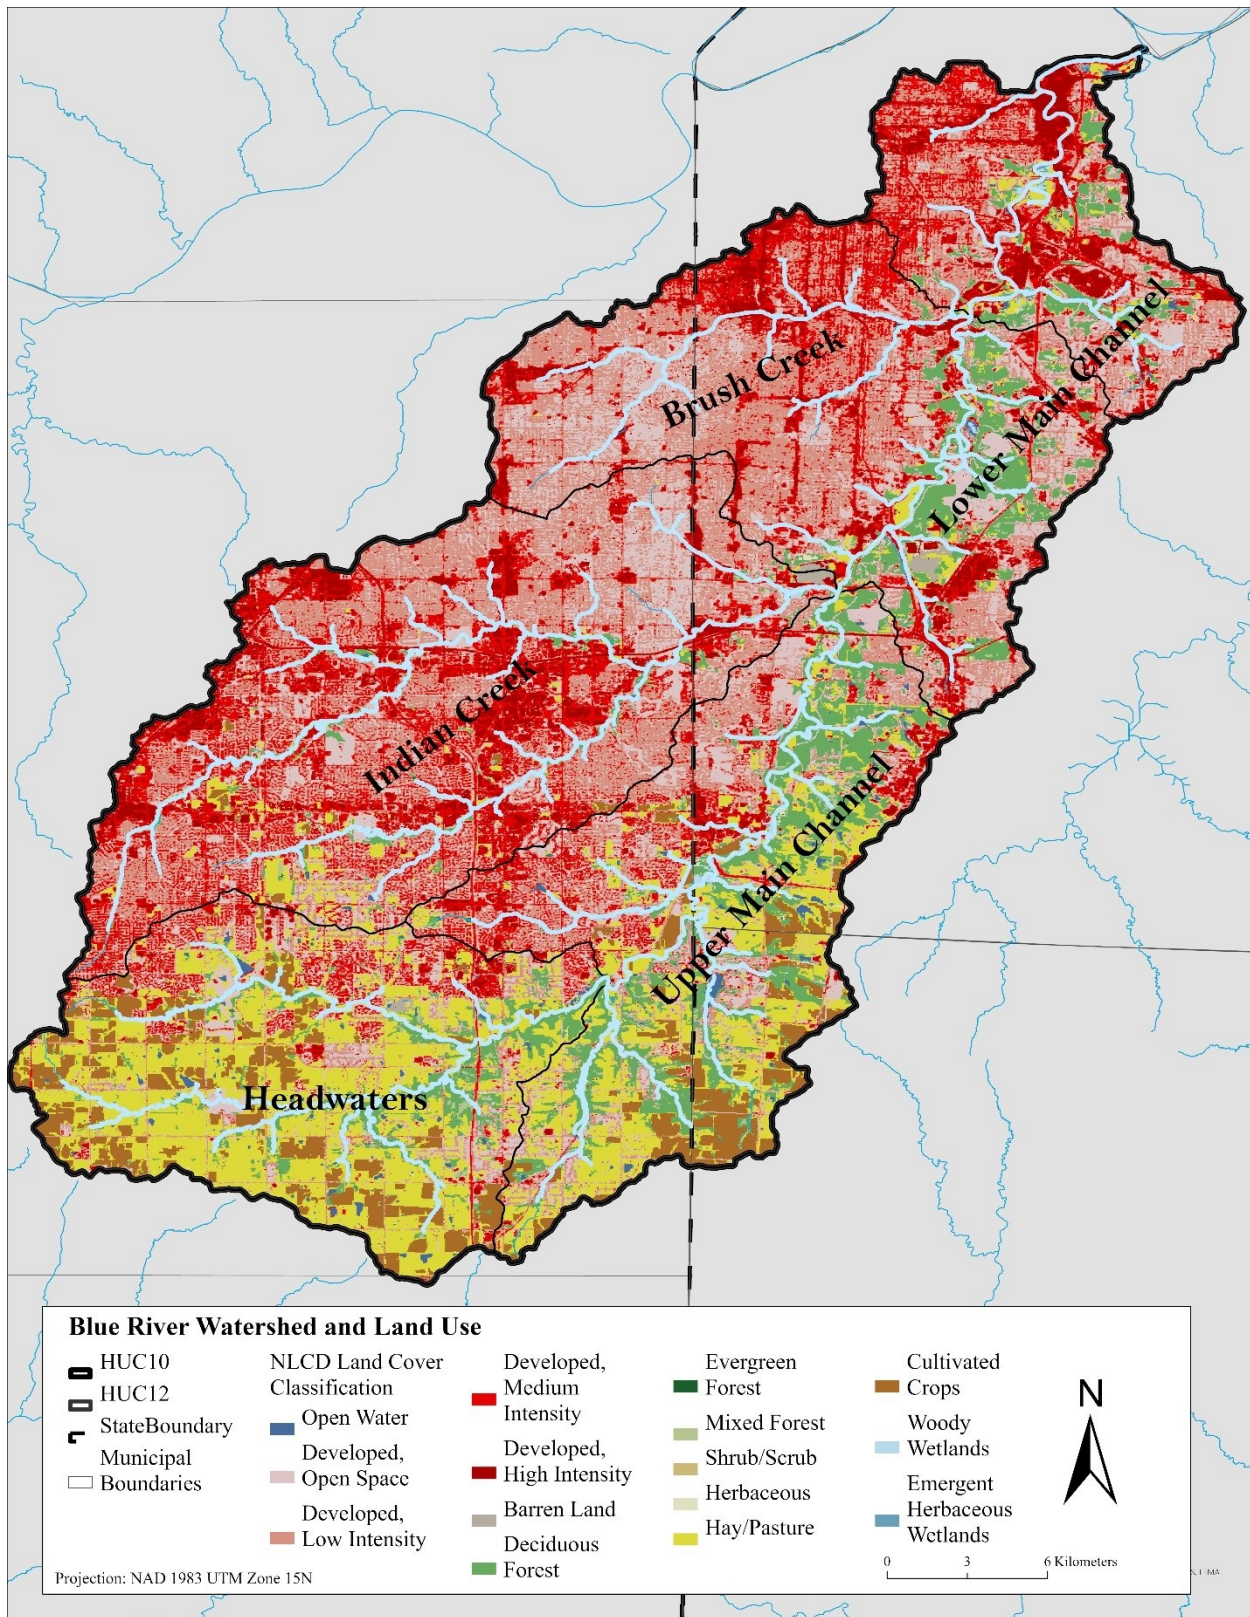 Brush Creek
Lower Main Channel
Indian Creek
Upper Main Channel
Headwaters
Blue River Watershed and Land Use
HUC10
HUC12
StateBoundary
Municipal
Boundaries
NLCD Land Cover
Classification
Open Water
Developed,
Open Space
Developed,
Low Intensity
Developed,
Medium
Intensity
Developed,
High Intensity
Barren Land
Deciduous
Forest
Evergreen
Forest
Mixed Forest
Shrub/Scrub
Herbaceous
Hay/Pasture
Cultivated
Crops
Woody
Wetlands
Emergent
Herbaceous
Wetlands
N
0 3 6 Kilometers
Projection: NAD 1983 UTM Zone 15N